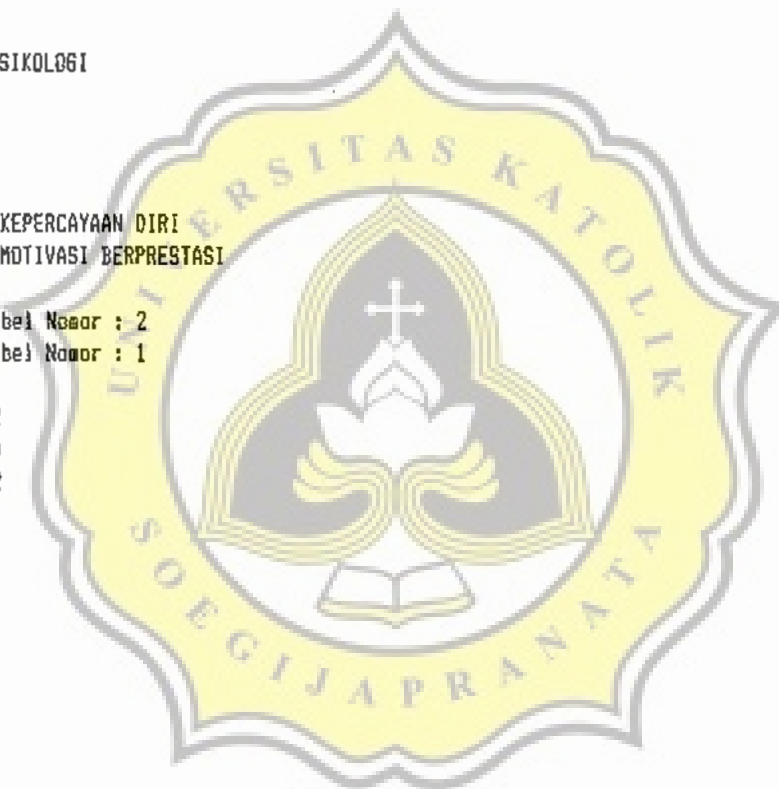 SIKOLOGI
KEPERCAYAAN DIRI
MOTIVASI BERPRESTASI
bel Nomor : 2
bel Nomor : 1
UNIVERSITAS KATOLIK
SOEGIJAPRANATA